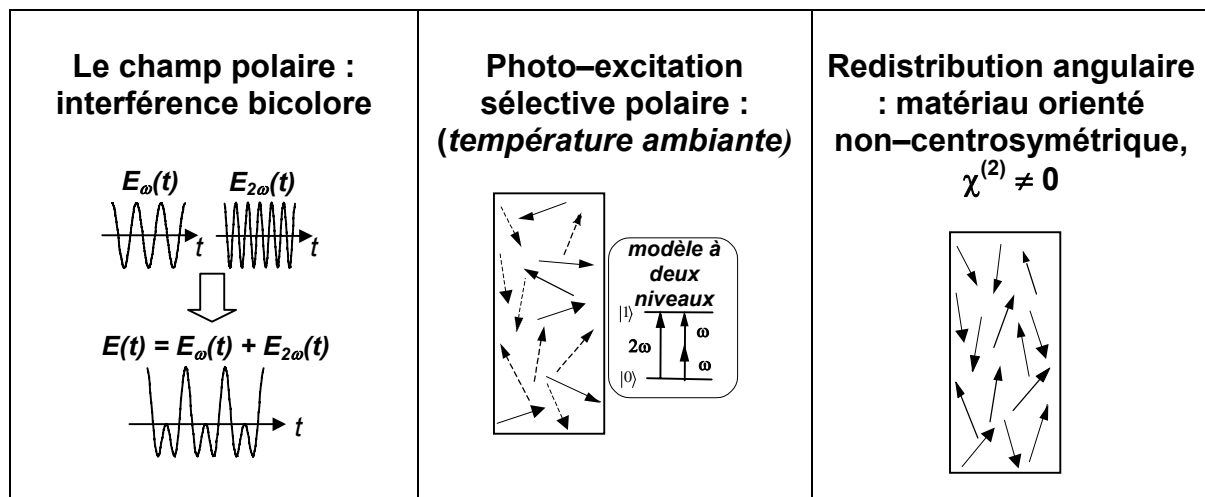 Le champ polaire :
interférence bicolore
Eω(t)
E2ω(t)
t
t
E(t) = Eω(t) + E2ω(t)
t
Photo–excitation
sélective polaire :
(température ambiante)
modèle à
deux
niveaux
|1⟩
ω
2ω
ω
|0⟩
Redistribution angulaire
: matériau orienté
non–centrosymétrique,
χ(2) ≠ 0